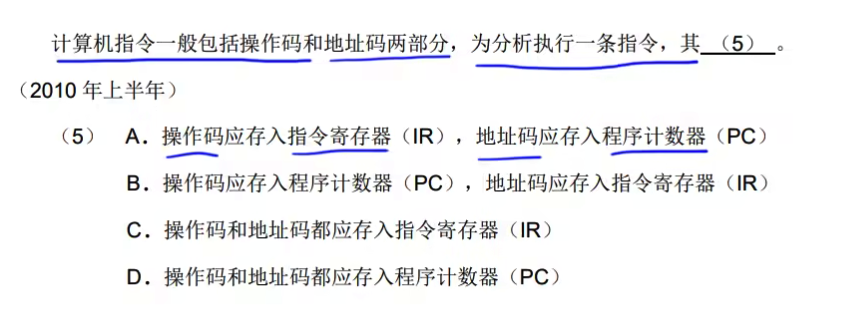 计算机指令一般包括操作码和地址码两部分，为分析执行一条指令，其 （5） 。
（2010 年上半年）
（5） A．操作码应存入指令寄存器（IR），地址码应存入程序计数器（PC）
B．操作码应存入程序计数器（PC），地址码应存入指令寄存器（IR）
C．操作码和地址码都应存入指令寄存器（IR）
D．操作码和地址码都应存入程序计数器（PC）